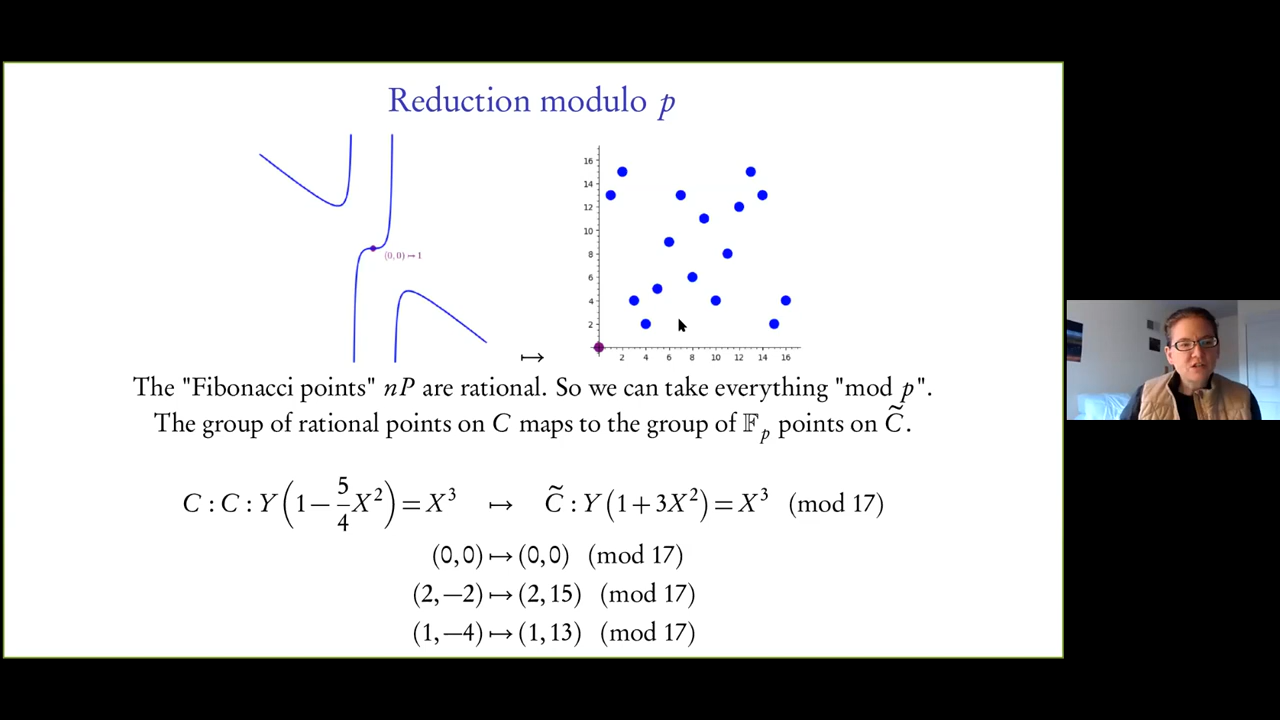 Reduction modulo p
(0,0) ↦ 1
16
14
12
10
8
6
4
2
2 4 6 8 10 12 14 16
↦
The "Fibonacci points" nP are rational. So we can take everything "mod p".
The group of rational points on C maps to the group of 𝔽ₚ points on C̃.
C : C : Y(1−5/4X²) = X³ ↦ C̃ : Y(1+3X²) = X³ (mod 17)
(0,0) ↦ (0,0) (mod 17)
(2,−2) ↦ (2,15) (mod 17)
(1,−4) ↦ (1,13) (mod 17)